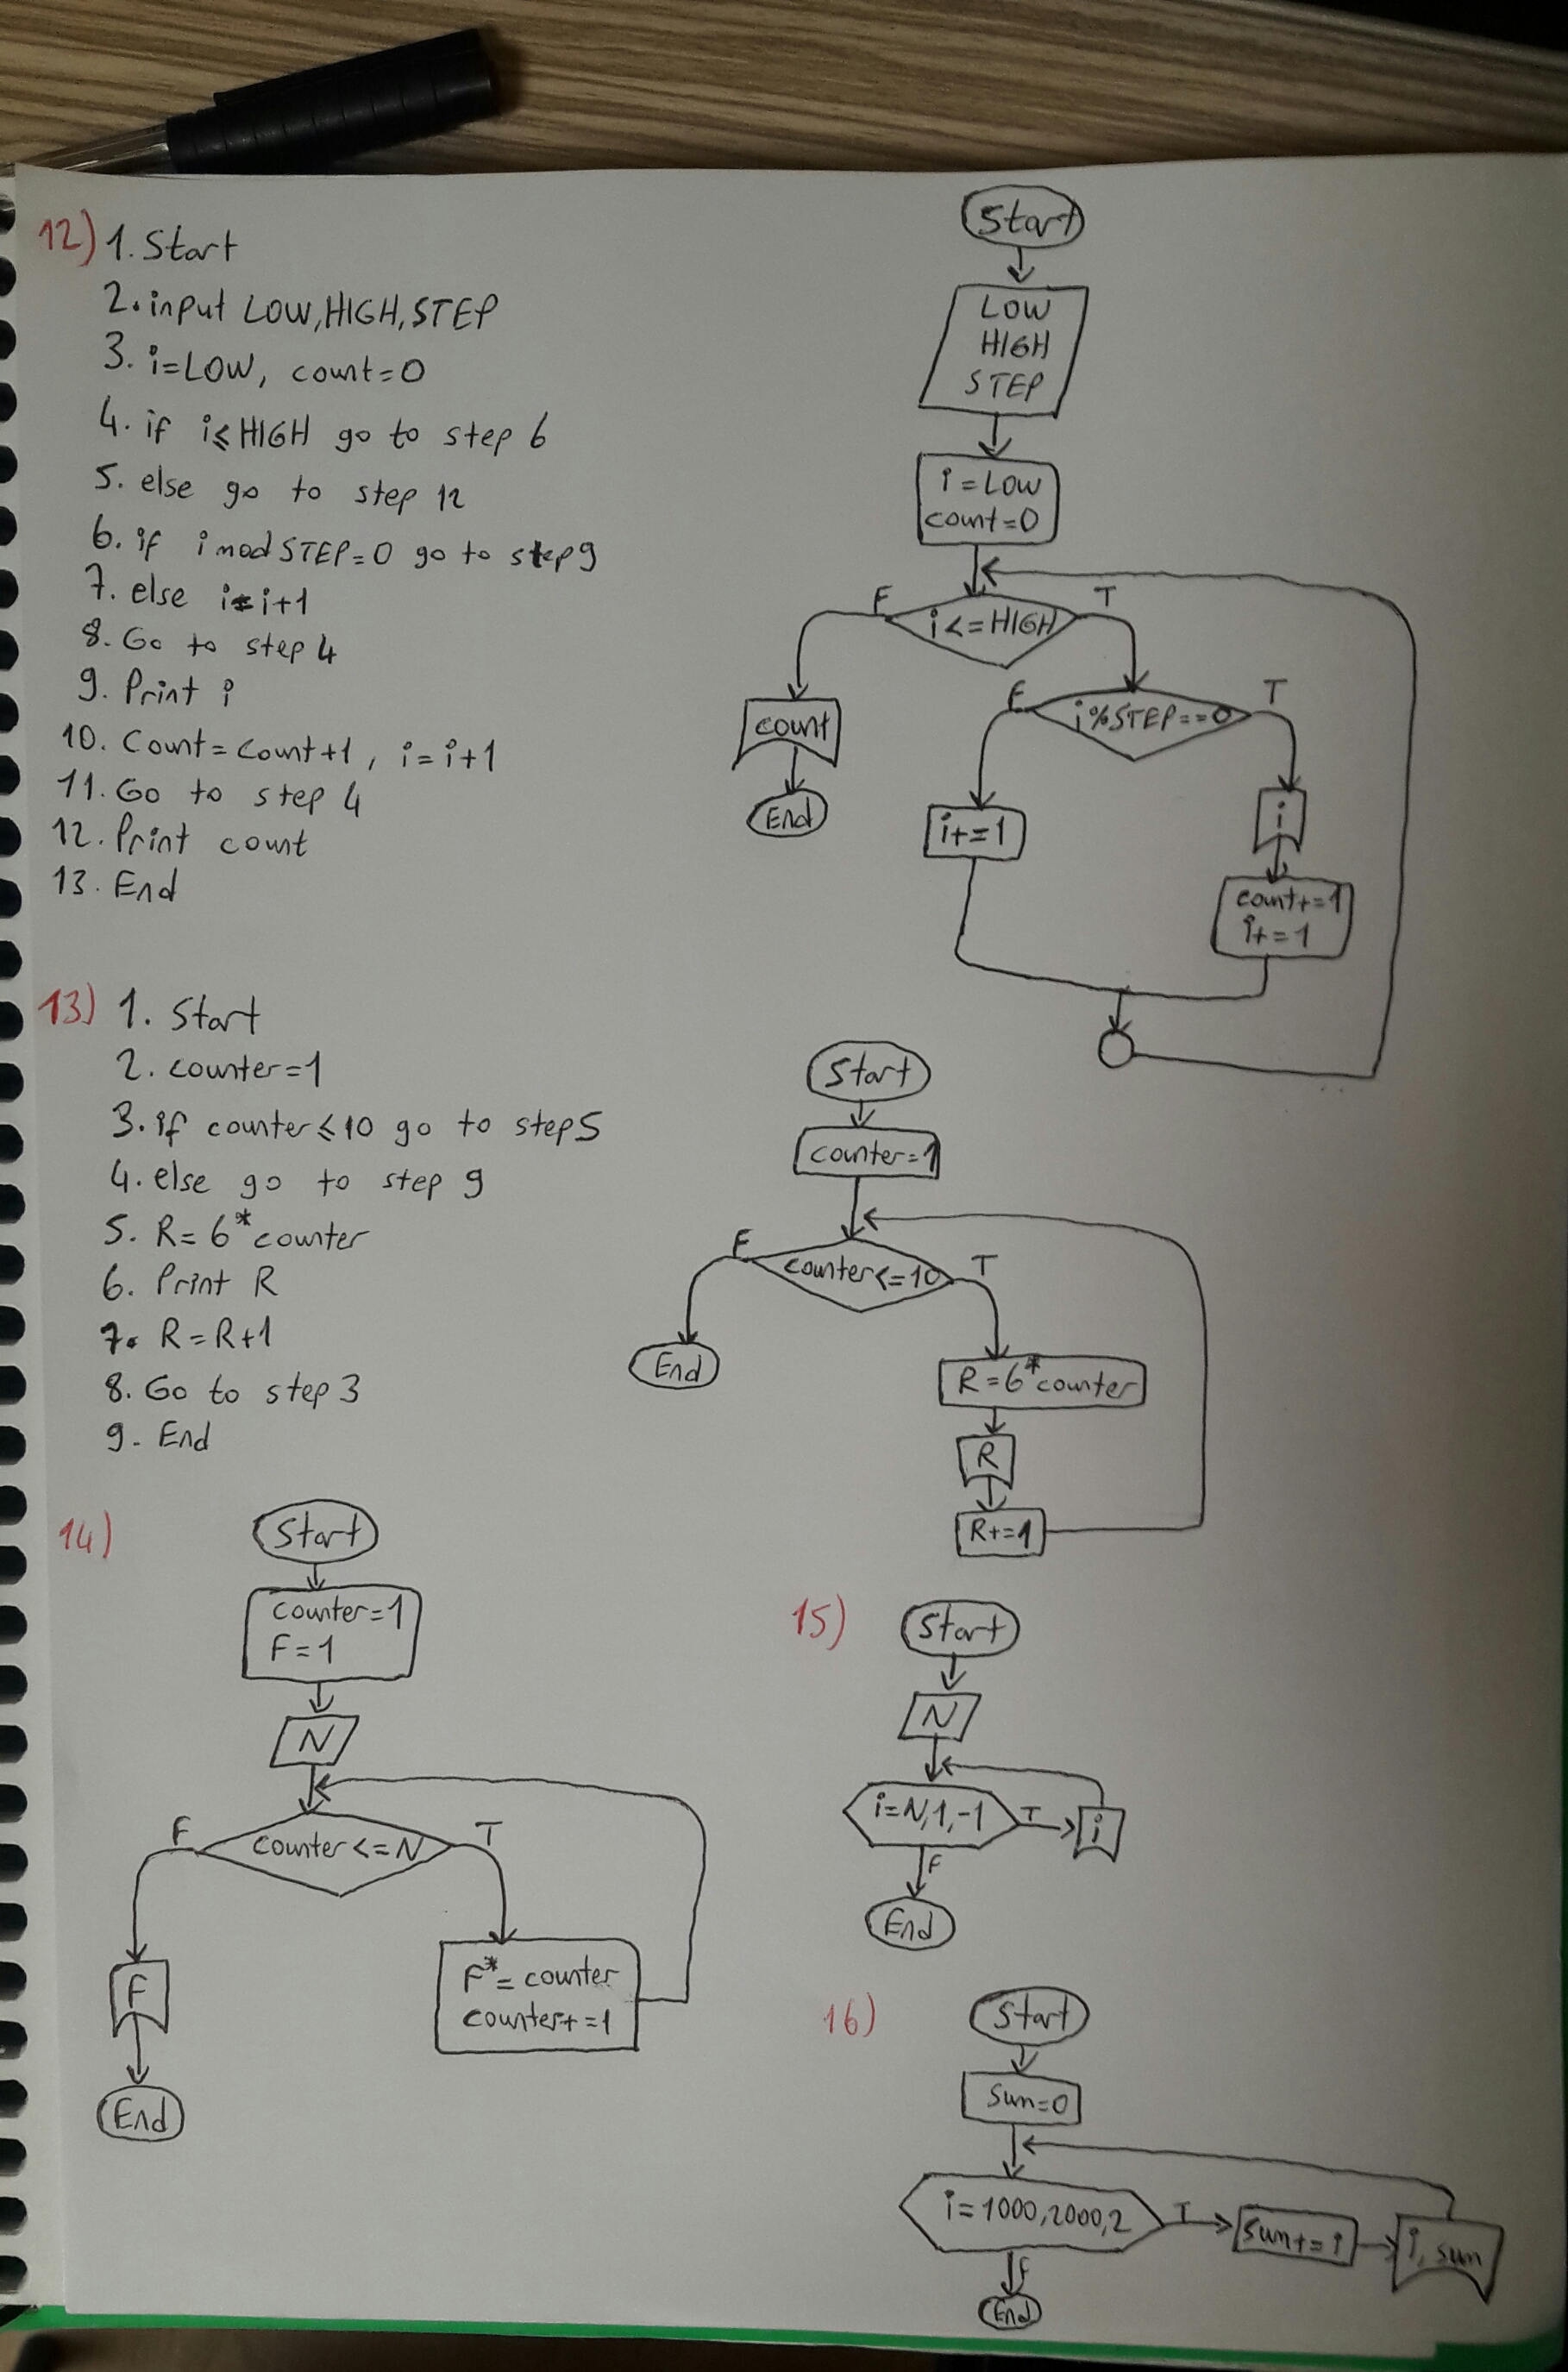 12) 1. Start
2. input LOW, HIGH, STEP
3. i=LOW, count=0
4. if i≤HIGH go to step 6
5. else go to step 12
6. if i mod STEP=0 go to step 9
7. else i=i+1
8. Go to step 4
9. Print i
10. Count=count+1, i=i+1
11. Go to step 4
12. Print count
13. End
Start
LOW
HIGH
STEP
i=LOW
count=0
i<=HIGH
F
T
count
End
i%STEP==0
F
T
i+=1
i
count+=1
i+=1
13) 1. Start
2. counter=1
3. if counter≤10 go to step 5
4. else go to step 9
5. R=6*counter
6. Print R
7. R=R+1
8. Go to step 3
9. End
Start
counter=1
counter<=10
F
T
End
R=6*counter
R
R+=1
14)
Start
counter=1
F=1
N
counter<=N
F
T
F
End
F*=counter
counter+=1
15)
Start
N
i=N,1,-1
T
i
F
End
16)
Start
sum=0
i=1000,2000,2
T
sum+=i
i, sum
F
End